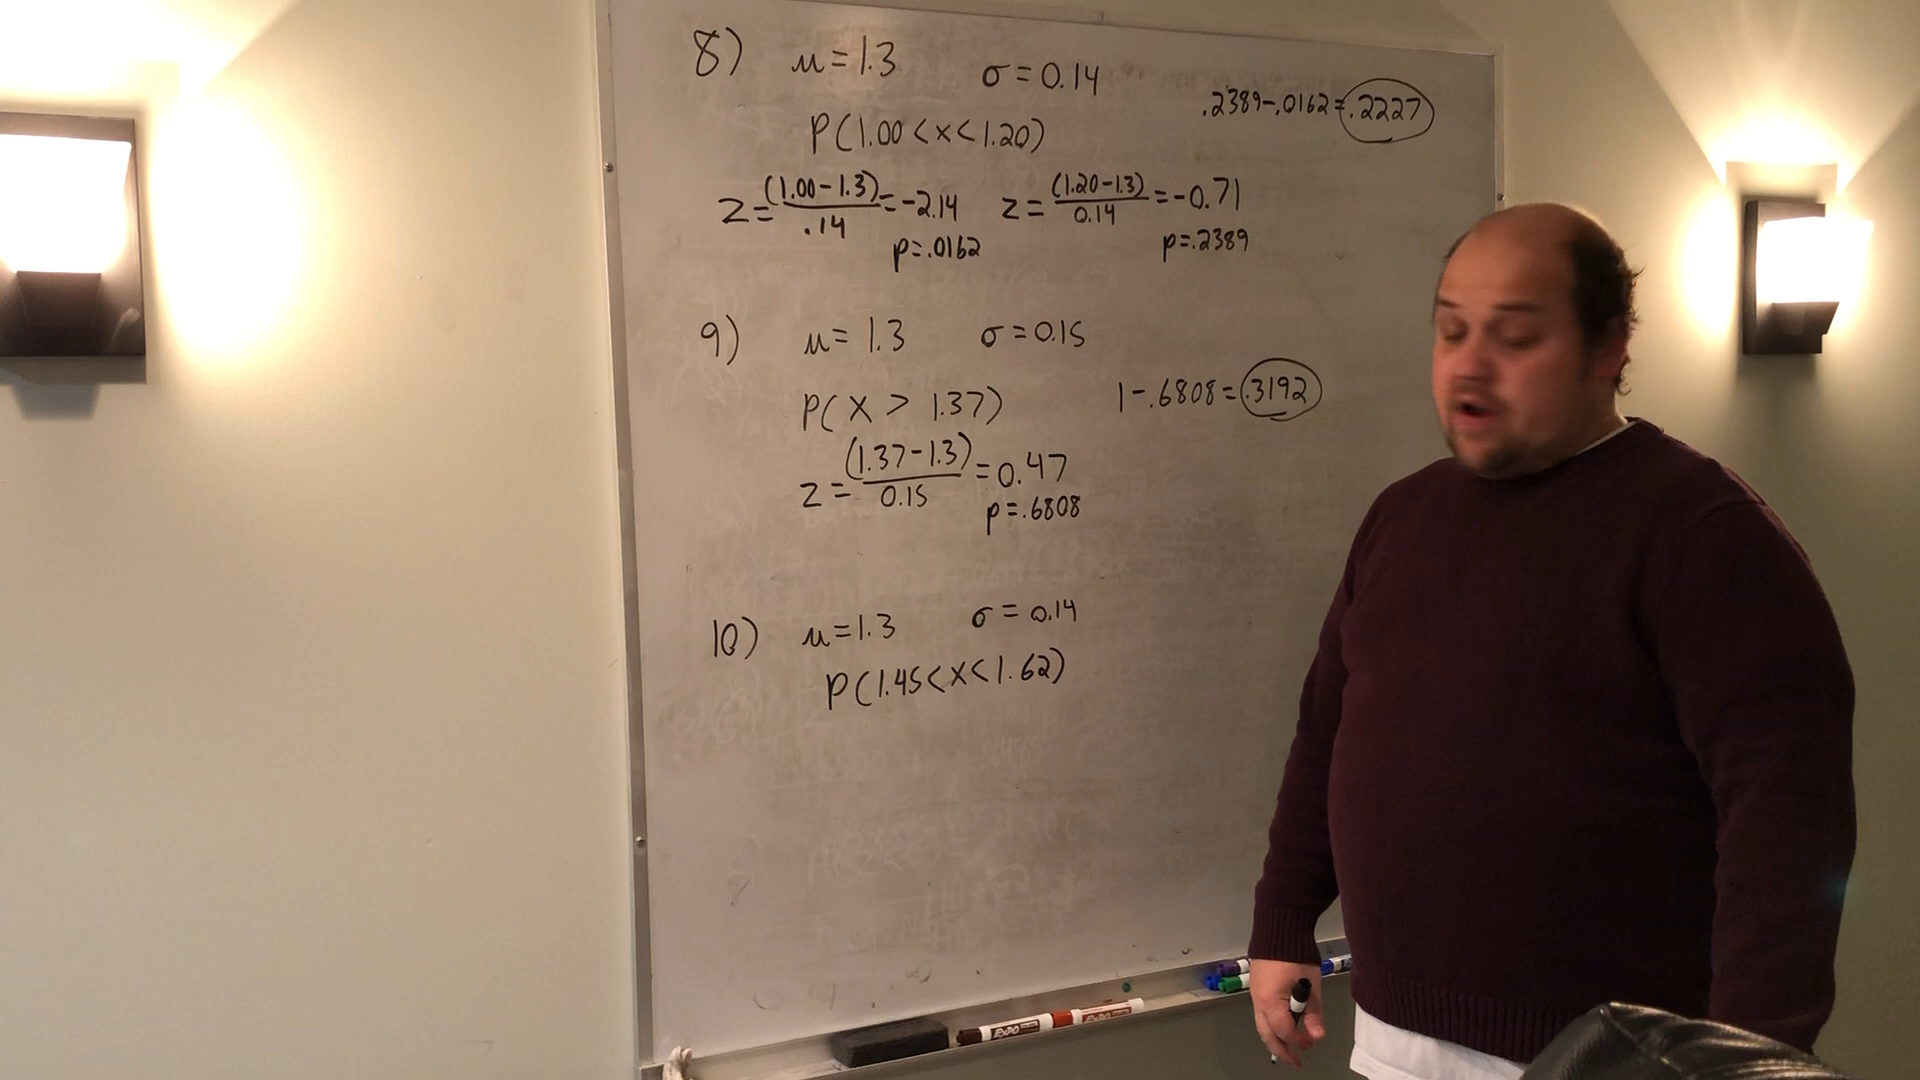 8) μ=1.3 σ=0.14
P(1.00<x<1.20)
.2389-.0162=.2227
z=(1.00-1.3)/.14=-2.14 z=(1.20-1.3)/0.14=-0.71
p=.0162 p=.2389
9) μ=1.3 σ=0.15
P(X>1.37)
1-.6808=.3192
z=(1.37-1.3)/0.15=0.47
p=.6808
10) μ=1.3 σ=0.14
P(1.45<x<1.62)
EXPO
EXPO